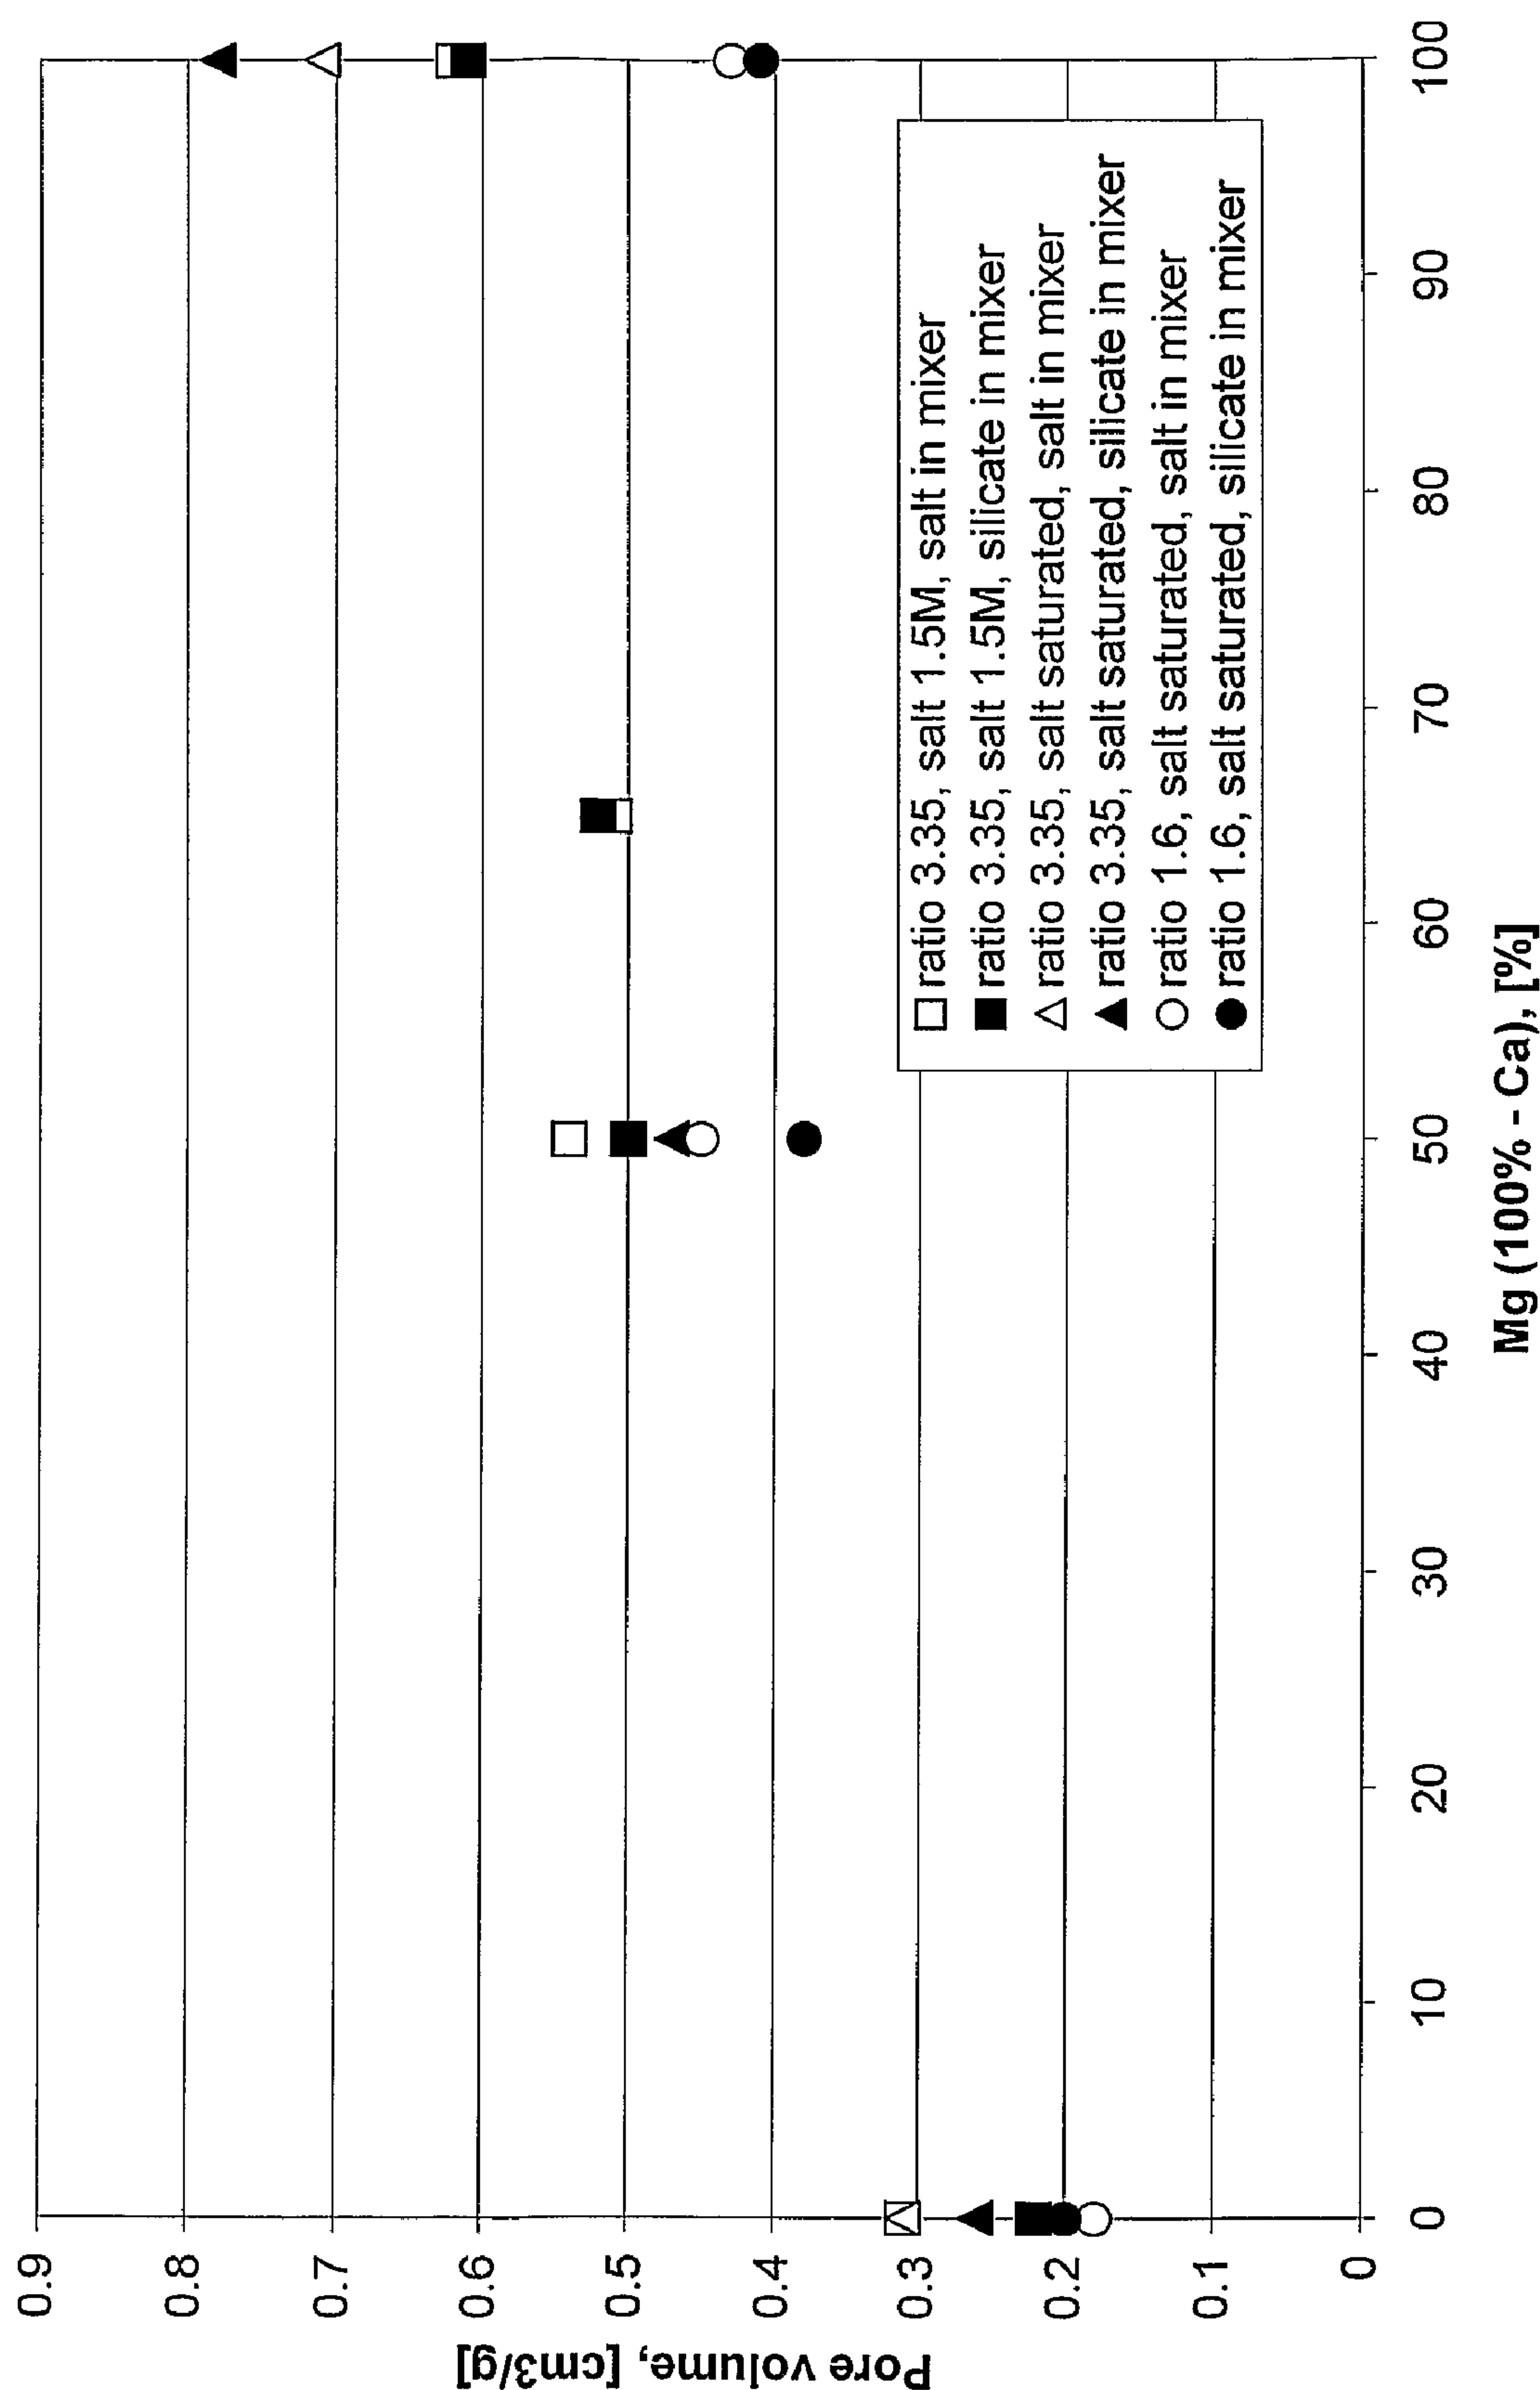 Pore volume, [cm3/g]
0.9
0.8
0.7
0.6
0.5
0.4
0.3
0.2
0.1
0
ratio 3.35, salt 1.5M, salt in mixer
ratio 3.35, salt 1.5M, silicate in mixer
ratio 3.35, salt saturated, salt in mixer
ratio 3.35, salt saturated, silicate in mixer
ratio 1.6, salt saturated, salt in mixer
ratio 1.6, salt saturated, silicate in mixer
0 10 20 30 40 50 60 70 80 90 100
Mg (100% - Ca), [%]